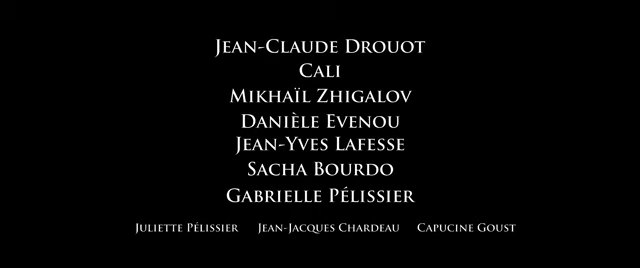 JEAN-CLAUDE DROUOT
CALI
MIKHAÏL ZHIGALOV
DANIÈLE EVENOU
JEAN-YVES LAFESSE
SACHA BOURDO
GABRIELLE PÉLISSIER
JULIETTE PÉLISSIER JEAN-JACQUES CHARDEAU CAPUCINE GOUST